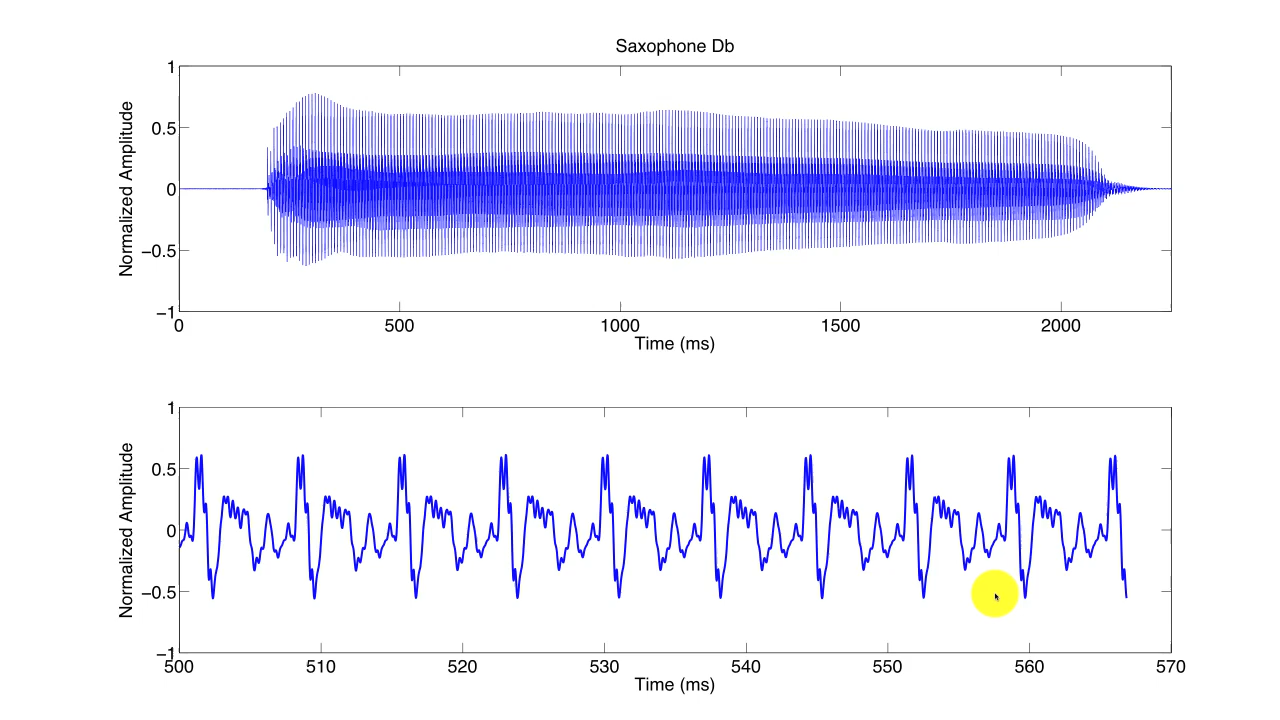 Saxophone Db
1
0.5
0
−0.5
−1
Normalized Amplitude
0 500 1000 1500 2000
Time (ms)
1
0.5
0
−0.5
−1
Normalized Amplitude
500 510 520 530 540 550 560 570
Time (ms)